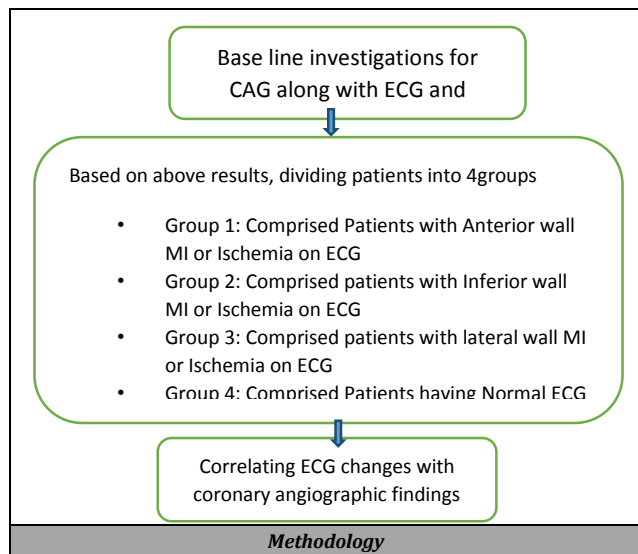 Base line investigations for
CAG along with ECG and
Based on above results, dividing patients into 4groups
• Group 1: Comprised Patients with Anterior wall
MI or Ischemia on ECG
• Group 2: Comprised patients with Inferior wall
MI or Ischemia on ECG
• Group 3: Comprised patients with lateral wall MI
or Ischemia on ECG
• Group 4: Comprised Patients having Normal ECG
Correlating ECG changes with
coronary angiographic findings
Methodology